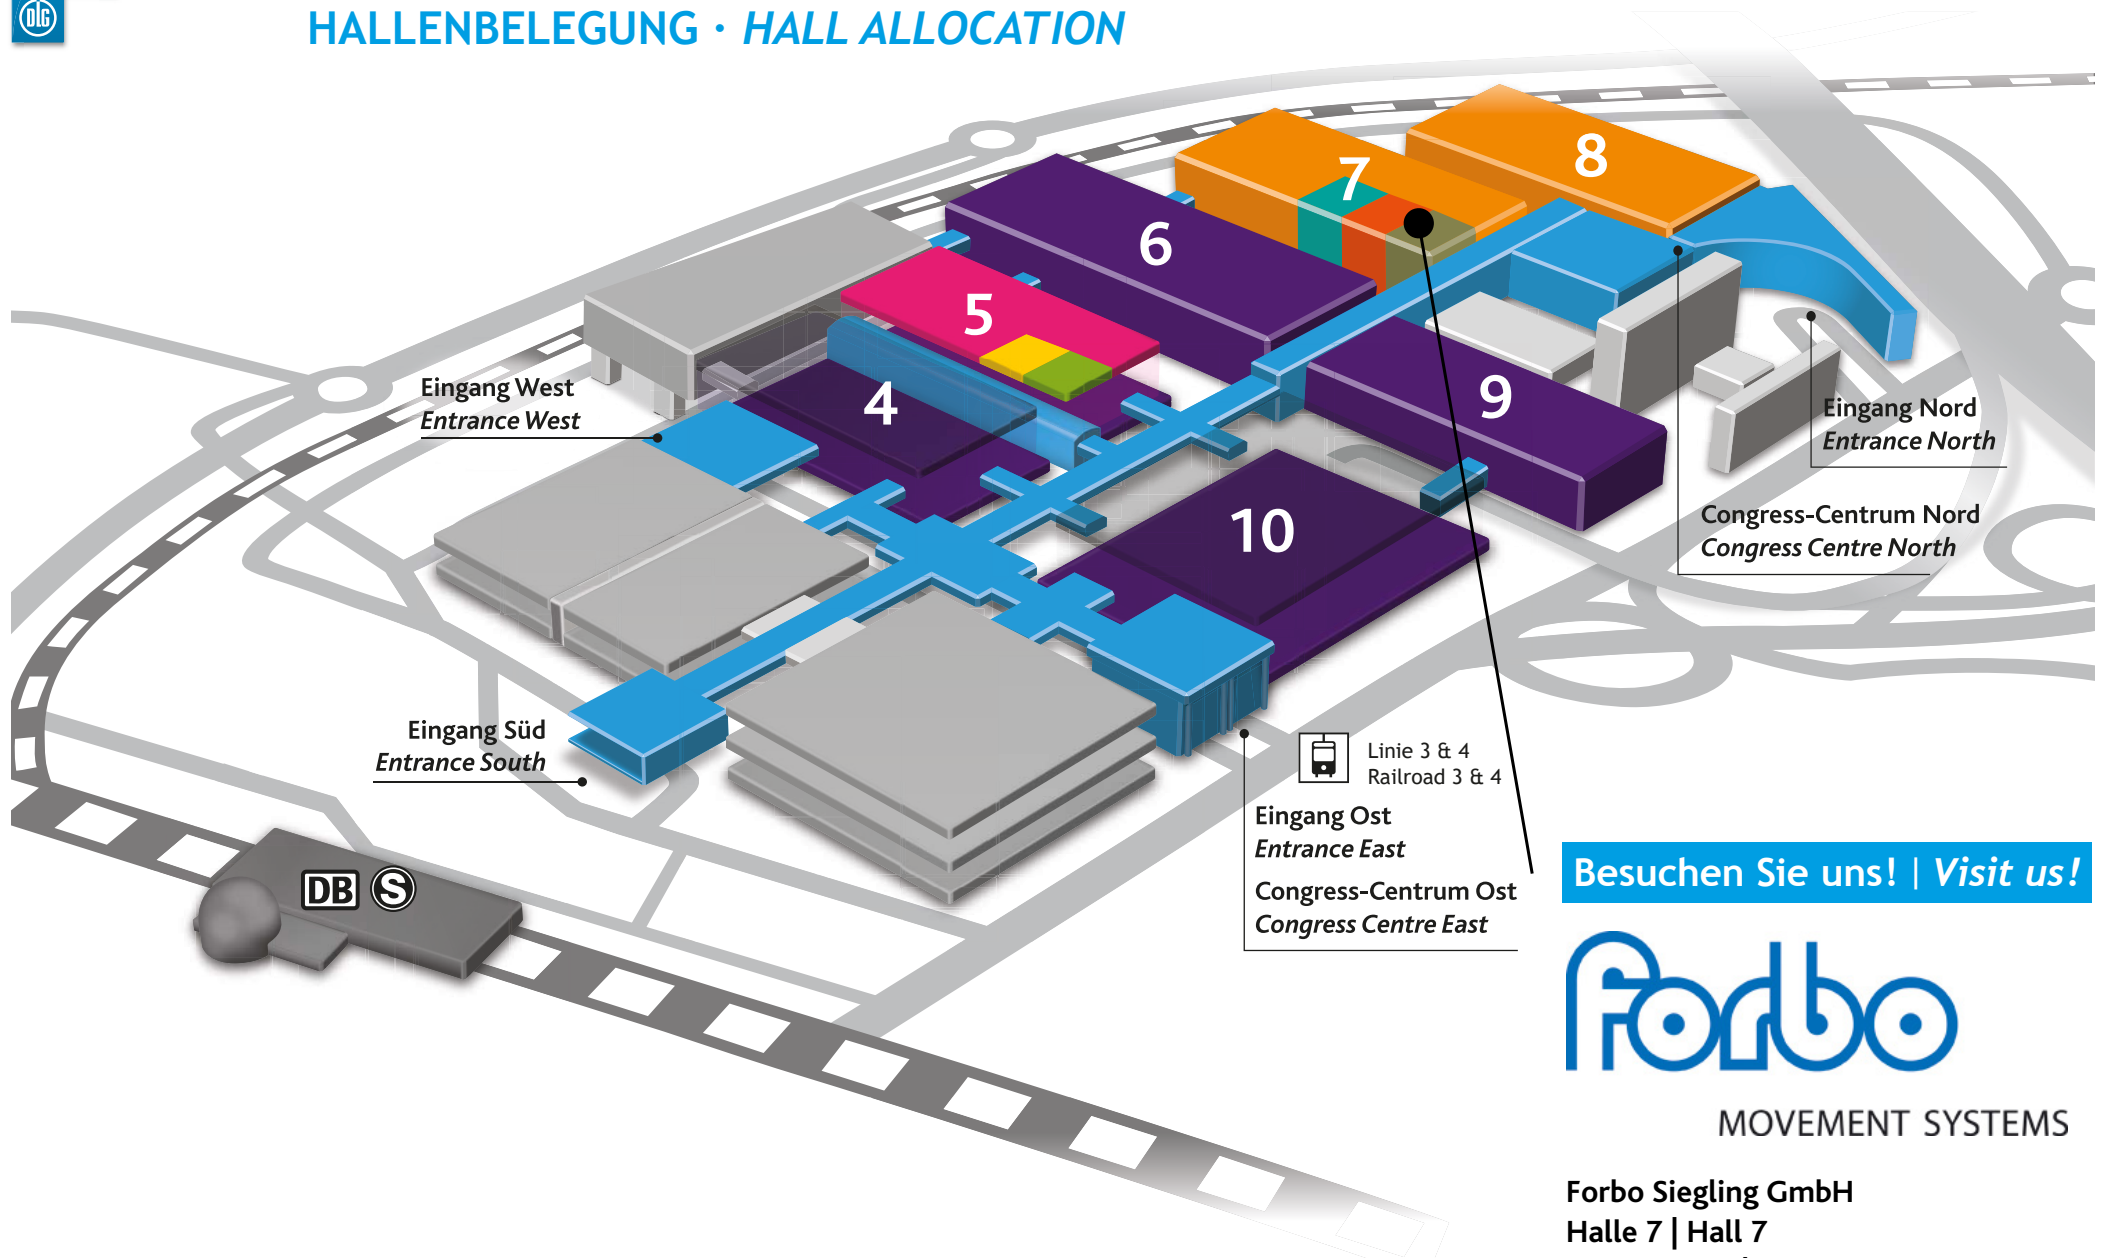 DLG
HALLENBELEGUNG · HALL ALLOCATION
8
7
6
5
4
9
10
Eingang West
Entrance West
Eingang Nord
Entrance North
Congress-Centrum Nord
Congress Centre North
Eingang Süd
Entrance South
Linie 3 & 4
Railroad 3 & 4
Eingang Ost
Entrance East
Congress-Centrum Ost
Congress Centre East
DB S
Besuchen Sie uns! | Visit us!
forbo
MOVEMENT SYSTEMS
Forbo Siegling GmbH
Halle 7 | Hall 7